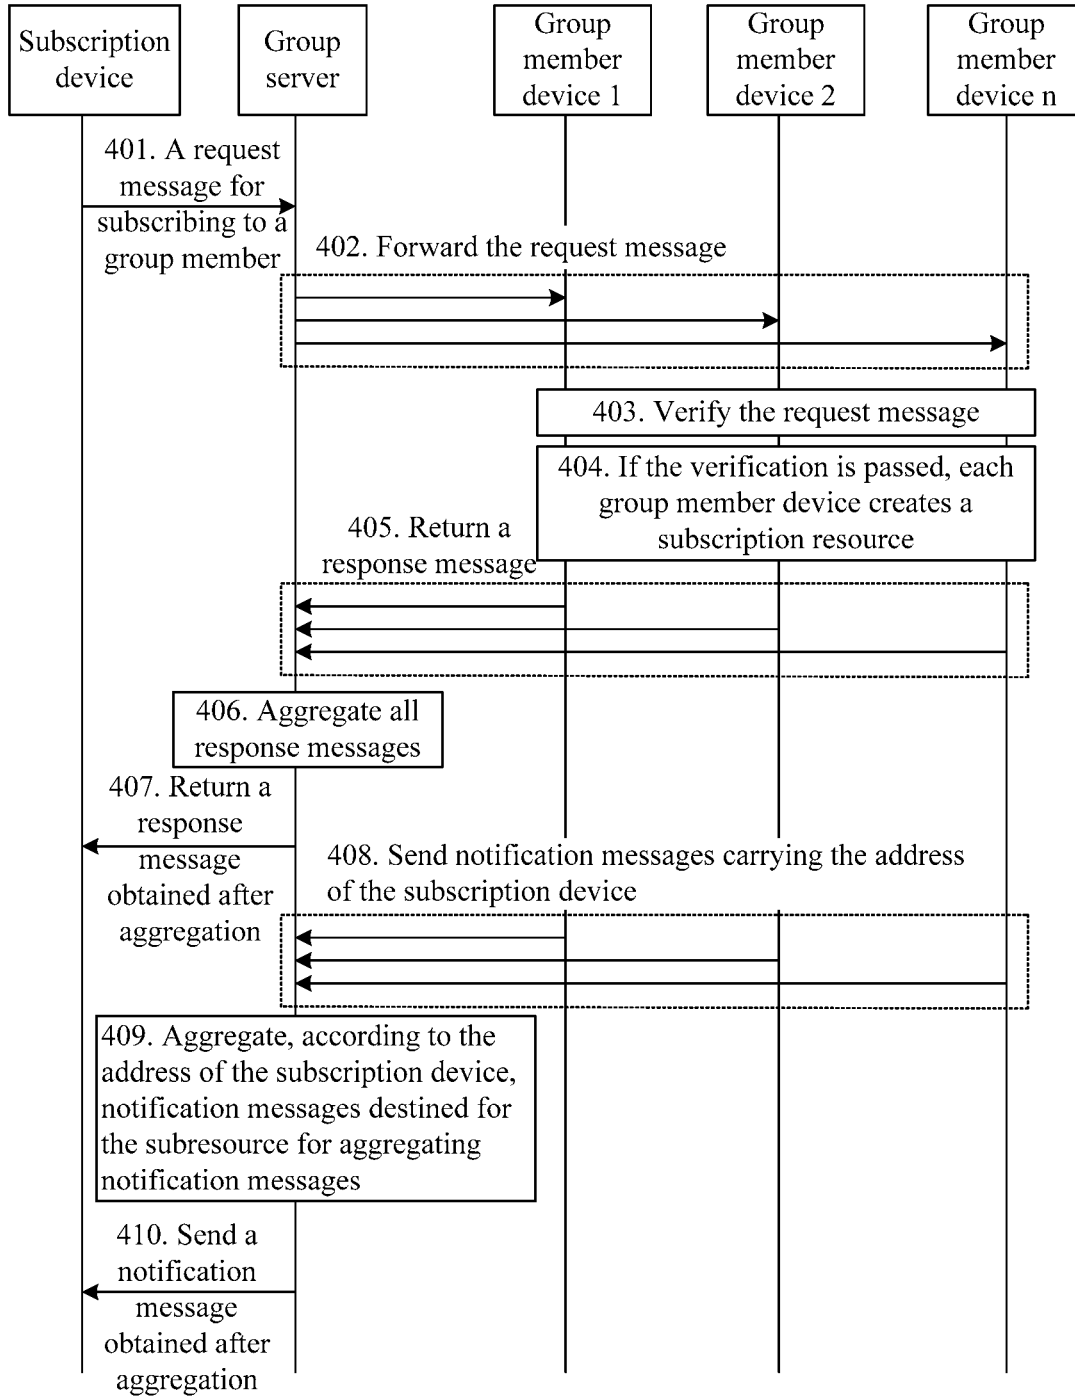 Subscription
device
Group
server
Group
member
device 1
Group
member
device 2
Group
member
device n
401. A request
message for
subscribing to a
group member
402. Forward the request message
403. Verify the request message
404. If the verification is passed, each
group member device creates a
subscription resource
405. Return a
response message
406. Aggregate all
response messages
407. Return a
response
message
obtained after
aggregation
408. Send notification messages carrying the address
of the subscription device
409. Aggregate, according to the
address of the subscription device,
notification messages destined for
the subresource for aggregating
notification messages
410. Send a
notification
message
obtained after
aggregation